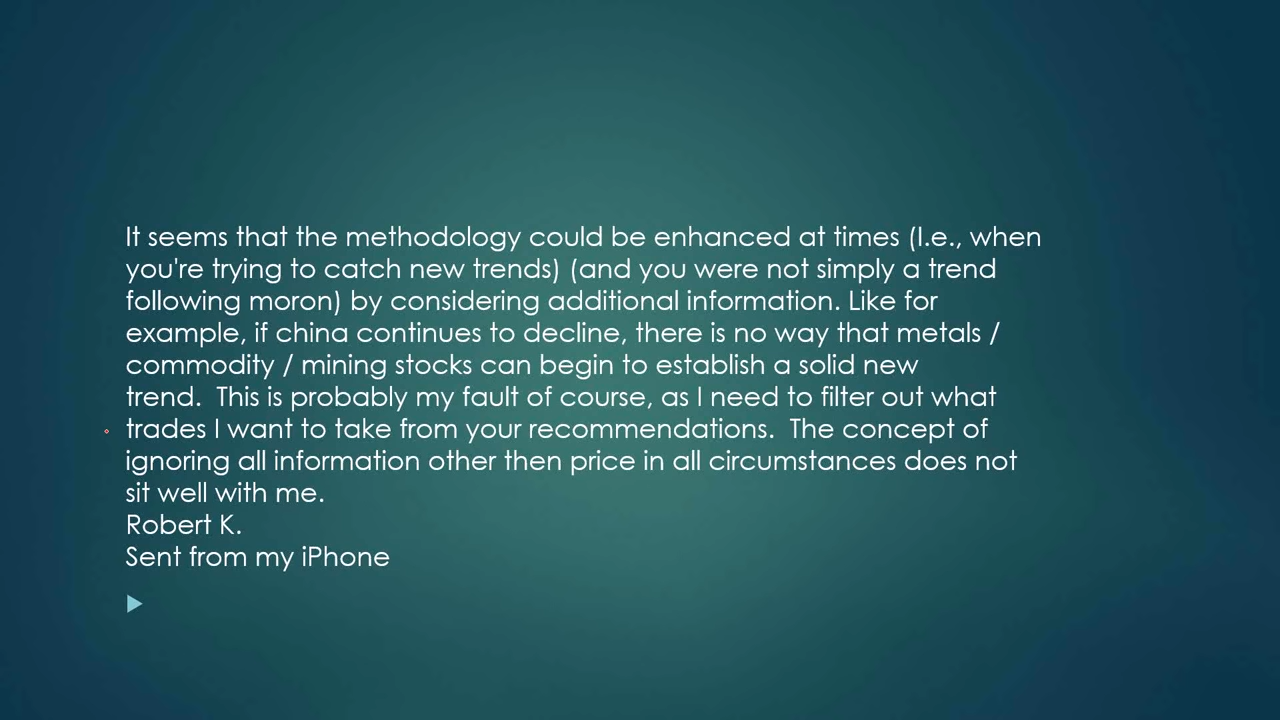 It seems that the methodology could be enhanced at times (I.e., when
you're trying to catch new trends) (and you were not simply a trend
following moron) by considering additional information. Like for
example, if china continues to decline, there is no way that metals /
commodity / mining stocks can begin to establish a solid new
trend.  This is probably my fault of course, as I need to filter out what
trades I want to take from your recommendations.  The concept of
ignoring all information other then price in all circumstances does not
sit well with me.
Robert K.
Sent from my iPhone